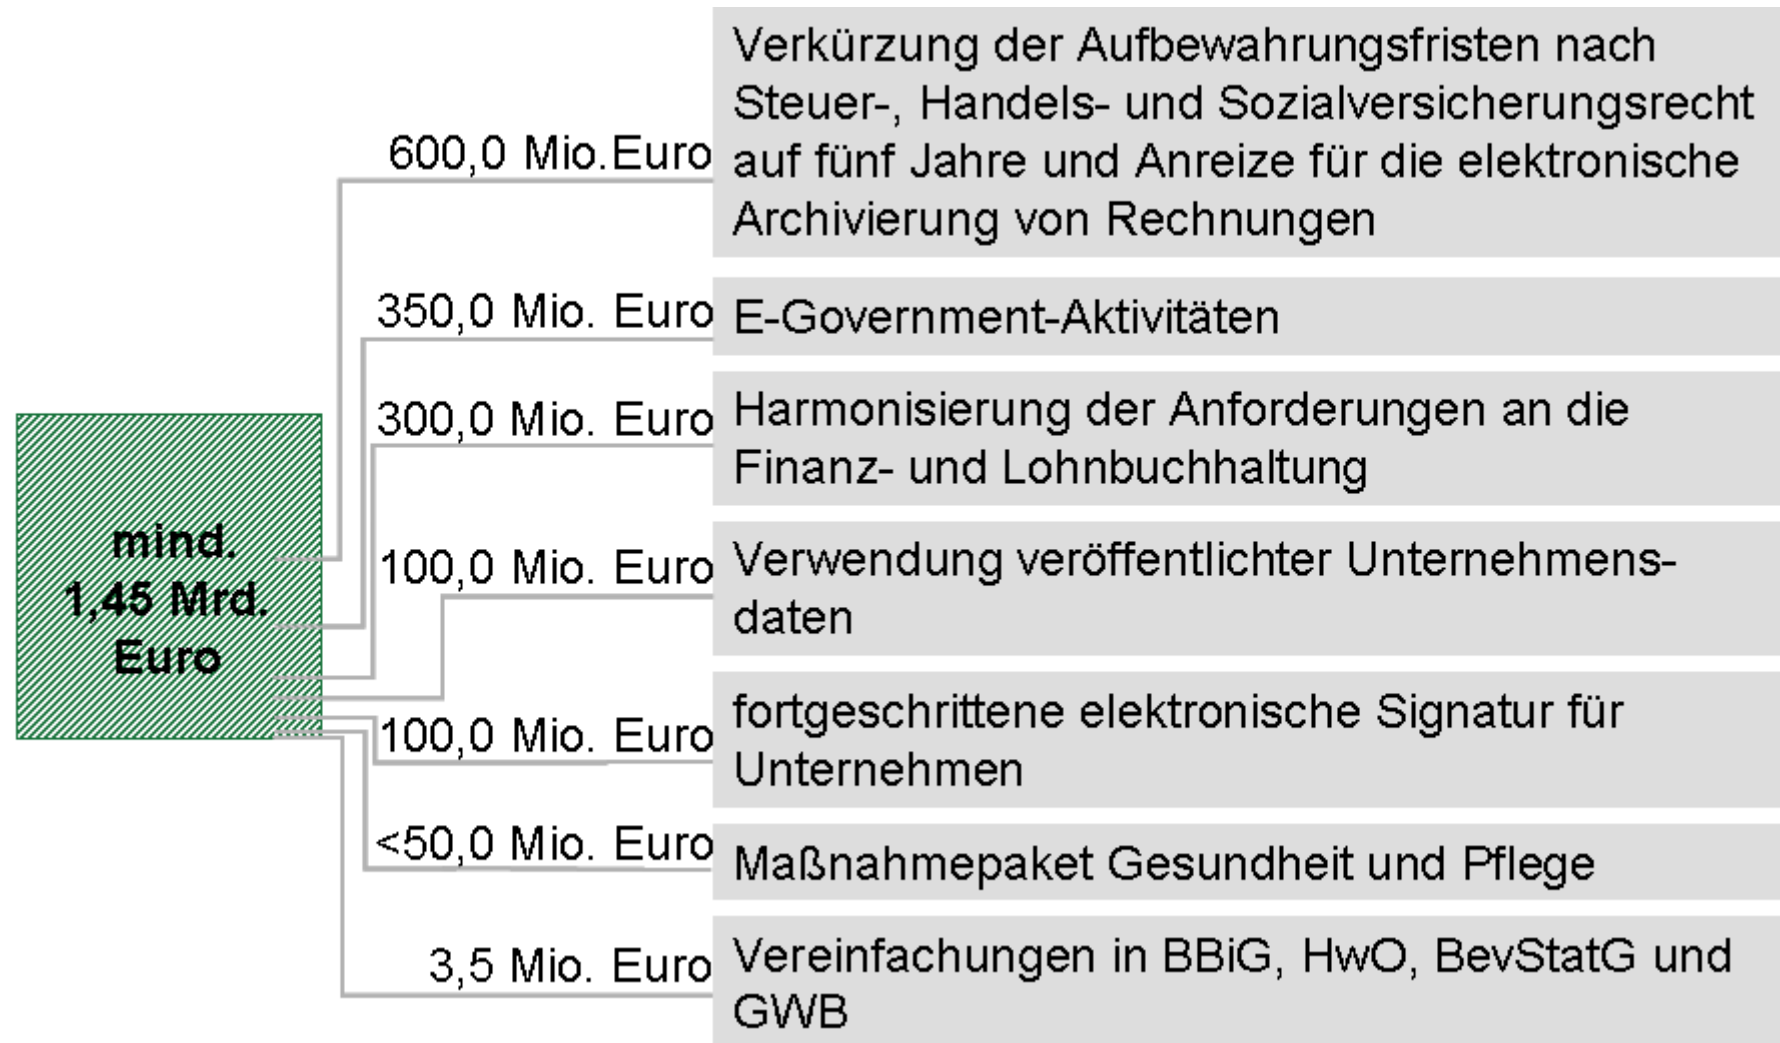 mind.
1,45 Mrd.
Euro
600,0 Mio.Euro
Verkürzung der Aufbewahrungsfristen nach
Steuer-, Handels- und Sozialversicherungsrecht
auf fünf Jahre und Anreize für die elektronische
Archivierung von Rechnungen
350,0 Mio. Euro
E-Government-Aktivitäten
300,0 Mio. Euro
Harmonisierung der Anforderungen an die
Finanz- und Lohnbuchhaltung
100,0 Mio. Euro
Verwendung veröffentlichter Unternehmens-
daten
100,0 Mio. Euro
fortgeschrittene elektronische Signatur für
Unternehmen
<50,0 Mio. Euro
Maßnahmepaket Gesundheit und Pflege
3,5 Mio. Euro
Vereinfachungen in BBiG, HwO, BevStatG und
GWB